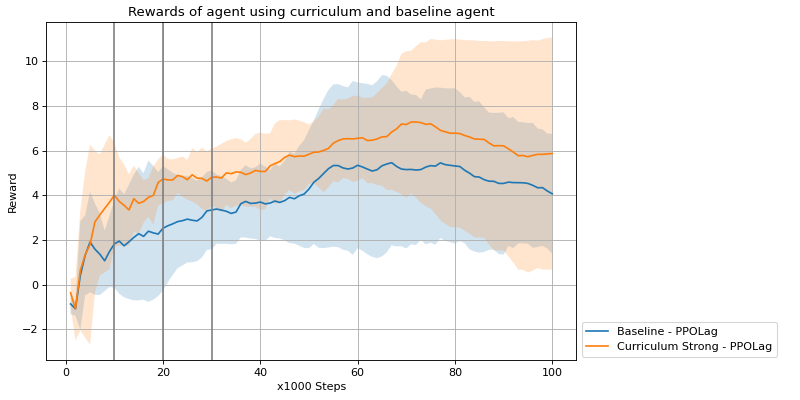 Rewards of agent using curriculum and baseline agent
Reward
10
8
6
4
2
0
−2
0
20
40
60
80
100
x1000 Steps
Baseline - PPOLag
Curriculum Strong - PPOLag